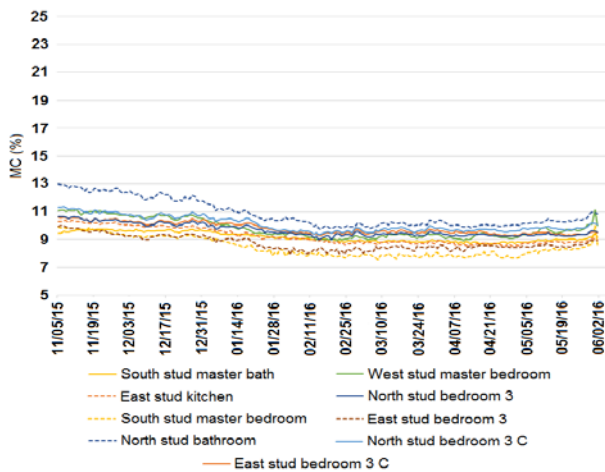 25
23
21
19
17
15
13
11
9
7
5
MC (%)
11/05/15
11/19/15
12/03/15
12/17/15
12/31/15
01/14/16
01/28/16
02/11/16
02/25/16
03/10/16
03/24/16
04/07/16
04/21/16
05/05/16
05/19/16
06/02/16
South stud master bath
West stud master bedroom
East stud kitchen
North stud bedroom 3
South stud master bedroom
East stud bedroom 3
North stud bathroom
North stud bedroom 3 C
East stud bedroom 3 C